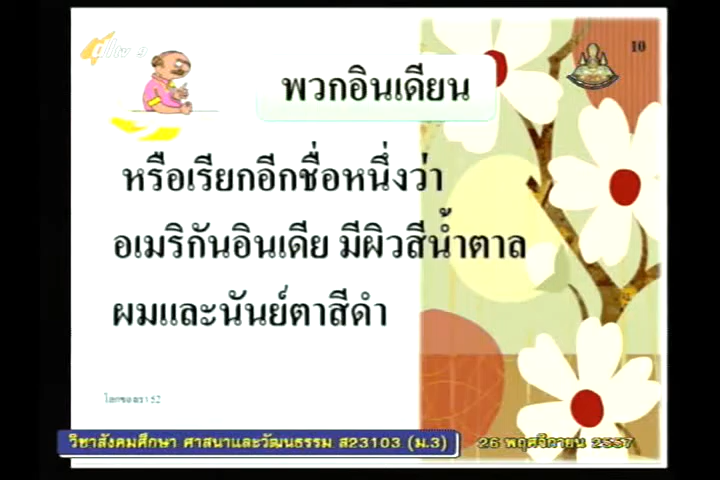 10
พวกอินเดียน
หรือเรียกอีกชื่อหนึ่งว่า
อเมริกันอินเดีย มีผิวสีน้ำตาล
ผมและนันย์ตาสีดำ
วิชาสังคมศึกษา ศาสนาและวัฒนธรรม ส23103 (ม.3)
26 พฤศจิกายน 2557